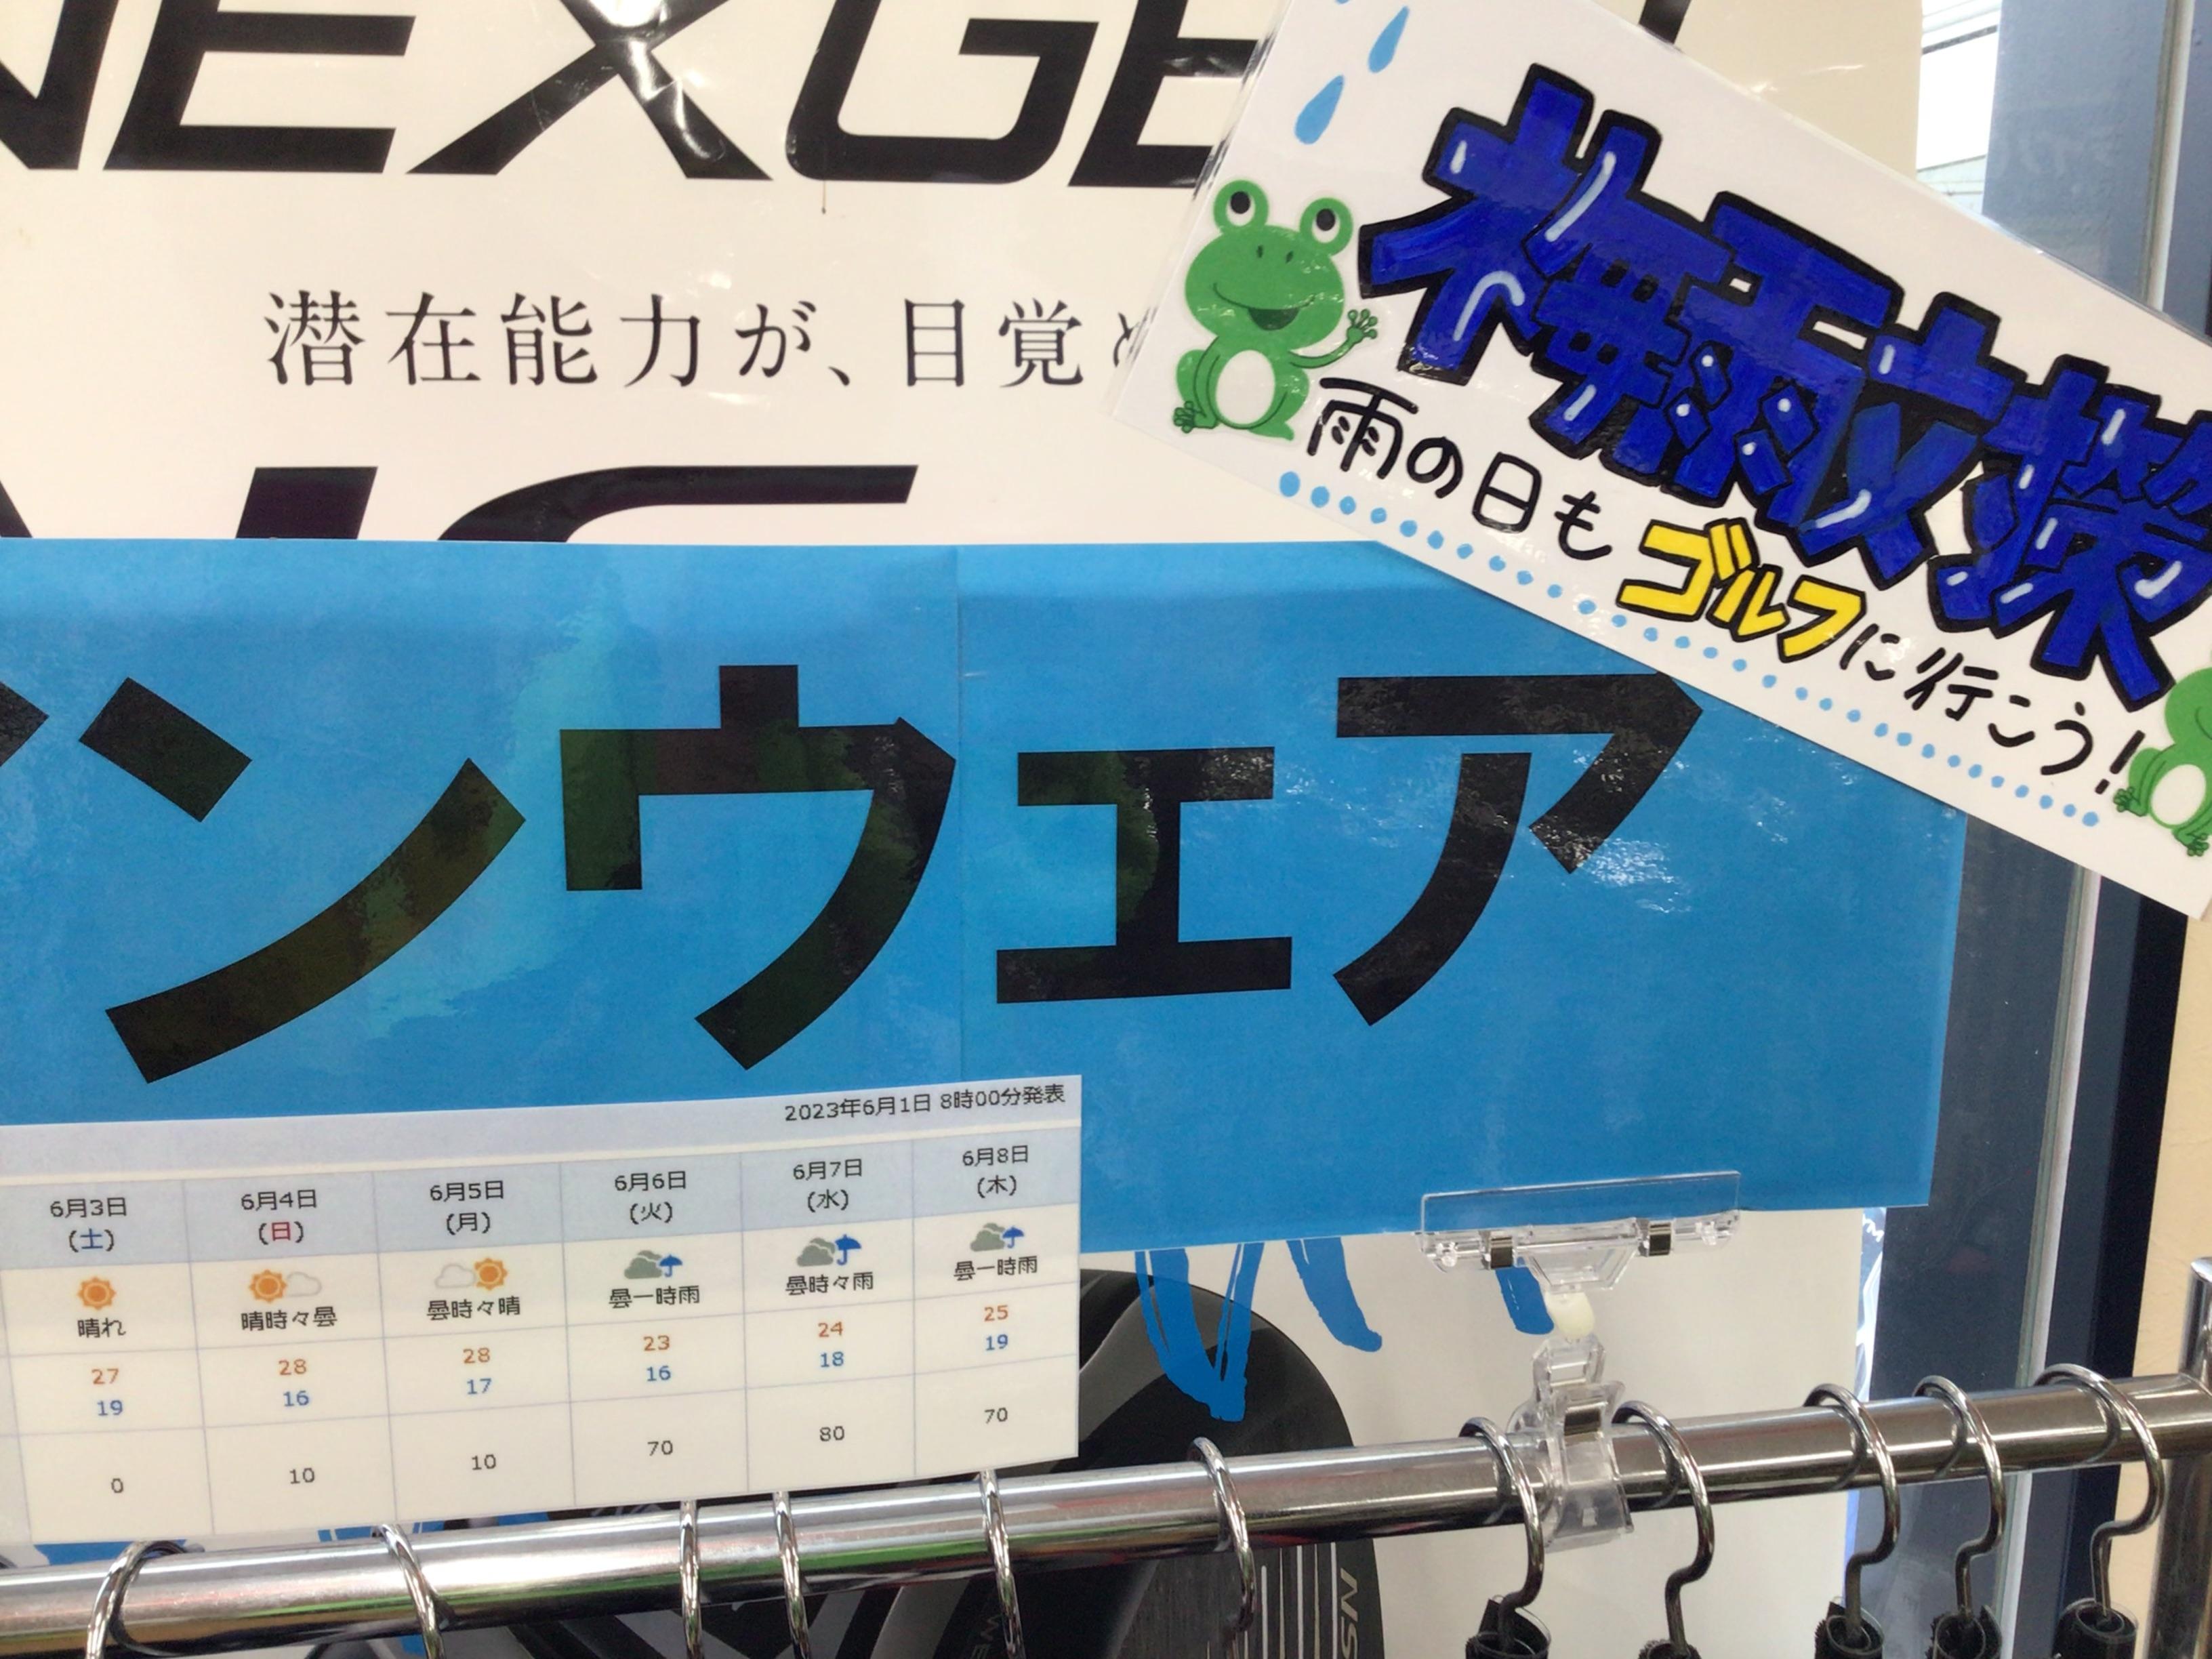 NEXGE
潜在能力が、目覚め
梅雨対策
雨の日もゴルフに行こう!
ンウェア
2023年6月1日 8時00分発表
6月3日 6月4日 6月5日 6月6日 6月7日 6月8日
(土) (日) (月) (火) (水) (木)
晴れ 晴時々曇 曇時々晴 曇一時雨 曇時々雨 曇一時雨
27 28 28 23 24 25
19 16 17 16 18 19
0 10 10 70 80 70
NS